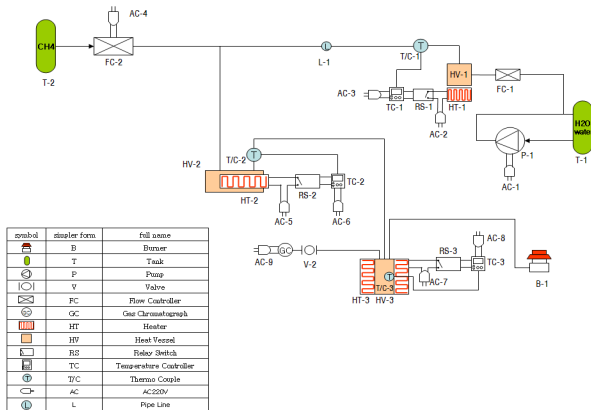 AC-4
CH4
FC-2
T-2
L-1
T
T/C-1
HV-1
FC-1
AC-3
TC-1
RS-1
HT-1
AC-2
H2O
water
P-1
T-1
AC-1
HV-2
T
T/C-2
TC-2
HT-2
RS-2
AC-5
AC-6
AC-9
GC
V-2
RS-3
AC-8
TC-3
T
T/C-3
AC-7
HT-3
HV-3
B-1
symbol simpler form full name
B Burner
T Tank
P Pump
V Valve
FC Flow Controller
GC GC Gas Chromatograph
HT Heater
HV Heat Vessel
RS Relay Switch
TC Temperature Controller
T T/C Thermo Couple
AC AC220V
L L Pipe Line